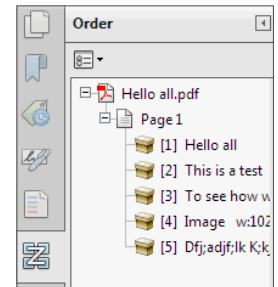 Order
Hello all.pdf
Page 1
[1] Hello all
[2] This is a test
[3] To see how w
[4] Image w:102
[5] Dfj;adjf;lk K;k